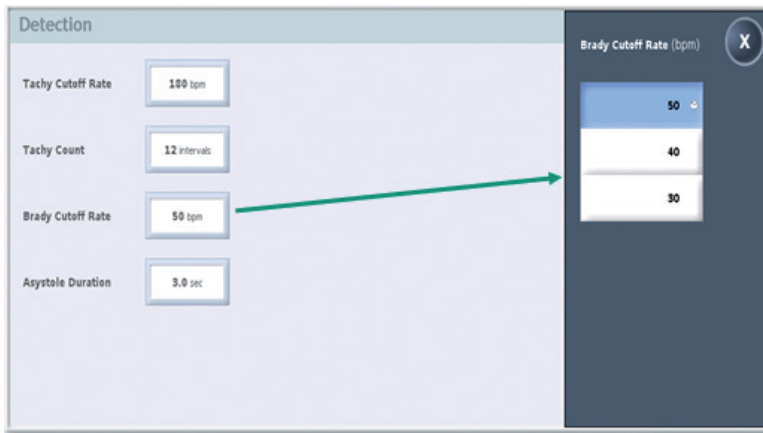 Detection
Tachy Cutoff Rate 180 bpm
Tachy Count 12 intervals
Brady Cutoff Rate 50 bpm
Asystole Duration 3.0 sec
Brady Cutoff Rate (bpm) X
50
40
30